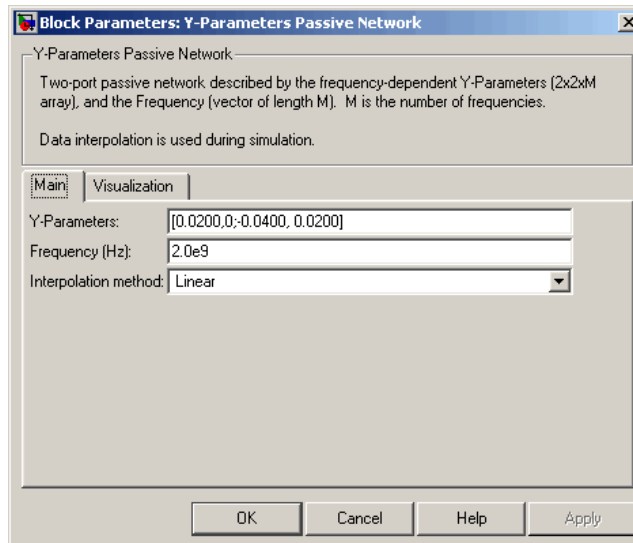 Block Parameters: Y-Parameters Passive Network
Y-Parameters Passive Network
Two-port passive network described by the frequency-dependent Y-Parameters (2x2xM
array), and the Frequency (vector of length M). M is the number of frequencies.
Data interpolation is used during simulation.
Main Visualization
Y-Parameters: [0.0200,0;-0.0400, 0.0200]
Frequency (Hz): 2.0e9
Interpolation method: Linear
OK Cancel Help Apply